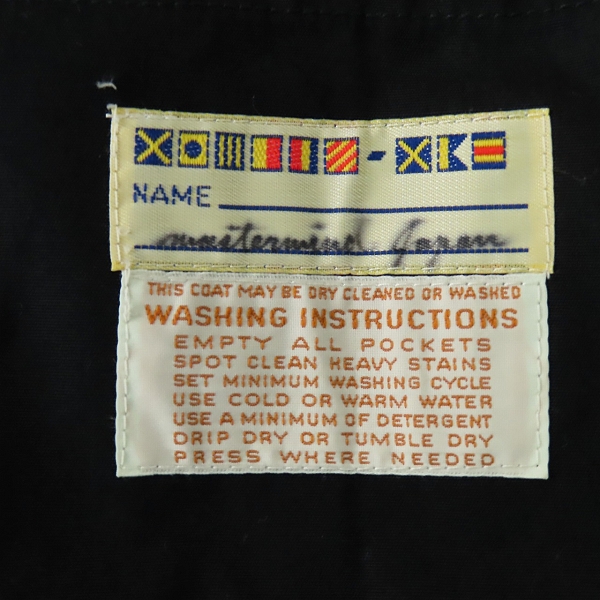 NAME
mastermind Japan
THIS COAT MAY BE DRY CLEANED OR WASHED
WASHING INSTRUCTIONS
EMPTY ALL POCKETS
SPOT CLEAN HEAVY STAINS
SET MINIMUM WASHING CYCLE
USE COLD OR WARM WATER
USE A MINIMUM OF DETERGENT
DRIP DRY OR TUMBLE DRY
PRESS WHERE NEEDED